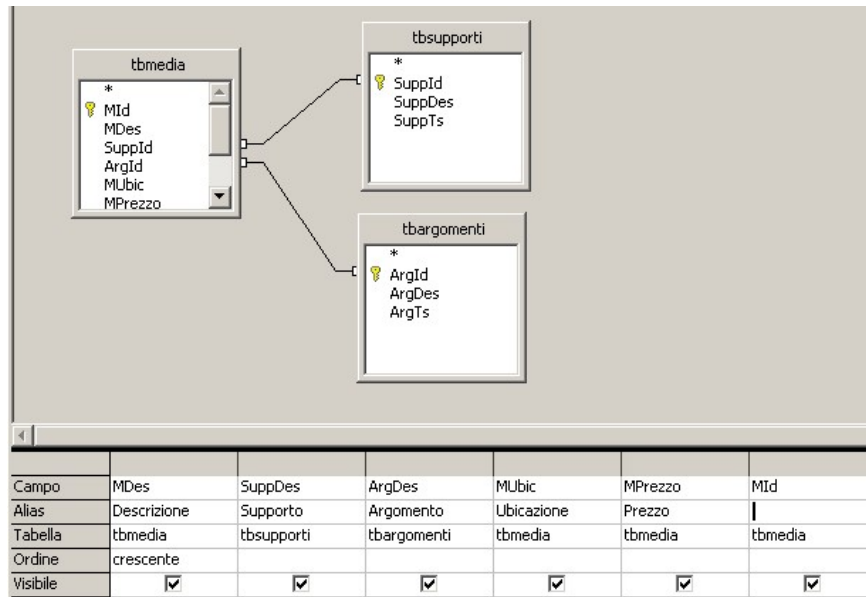 tbmedia
*
MId
MDes
SuppId
ArgId
MUbic
MPrezzo
tbsupporti
*
SuppId
SuppDes
SuppTs
tbargomenti
*
ArgId
ArgDes
ArgTs
Campo MDes SuppDes ArgDes MUbic MPrezzo MId
Alias Descrizione Supporto Argomento Ubicazione Prezzo
Tabella tbmedia tbsupporti tbargomenti tbmedia tbmedia tbmedia
Ordine crescente
Visibile